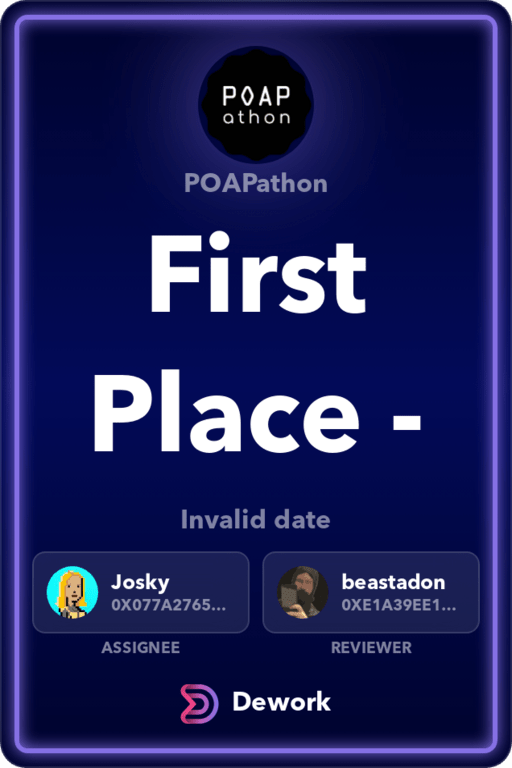 POAP
athon
POAPathon
First
Place -
Invalid date
Josky
0X077A2765...
beastadon
0XE1A39EE1...
ASSIGNEE
REVIEWER
Dework